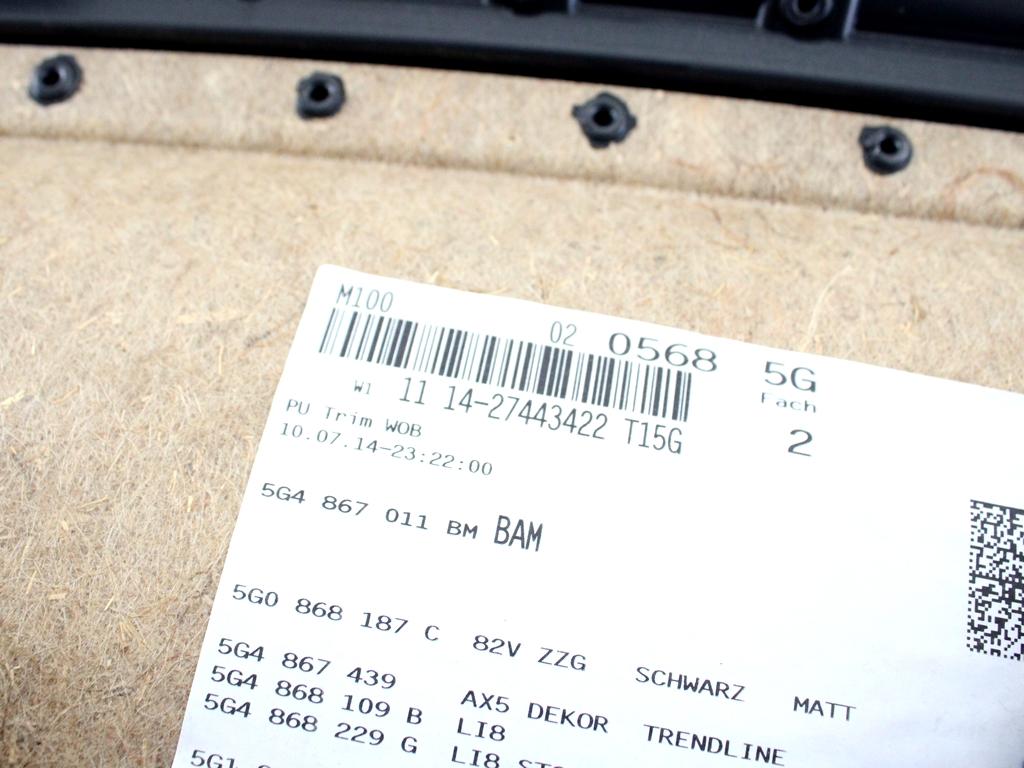 M100
02 0568 5G
Fach
W1 11 14-27443422 T15G 2
PU Trim WOB
10.07.14-23:22:00
5G4 867 011 BM BAM
5G0 868 187 C 82V ZZG SCHWARZ MATT
5G4 867 439 AX5 DEKOR TRENDLINE
5G4 868 109 B LI8
5G4 868 229 G LI8
5G1